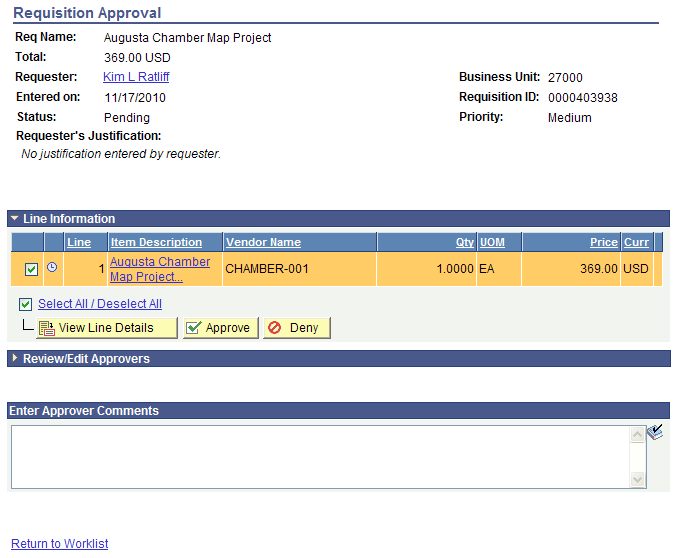 Requisition Approval
Req Name: Augusta Chamber Map Project
Total: 369.00 USD
Requester: Kim L Ratliff Business Unit: 27000
Entered on: 11/17/2010 Requisition ID: 0000403938
Status: Pending Priority: Medium
Requester's Justification:
No justification entered by requester.
Line Information
Line Item Description Vendor Name Qty UOM Price Curr
1 Augusta Chamber Map Project... CHAMBER-001 1.0000 EA 369.00 USD
Select All / Deselect All
View Line Details Approve Deny
Review/Edit Approvers
Enter Approver Comments
Return to Worklist